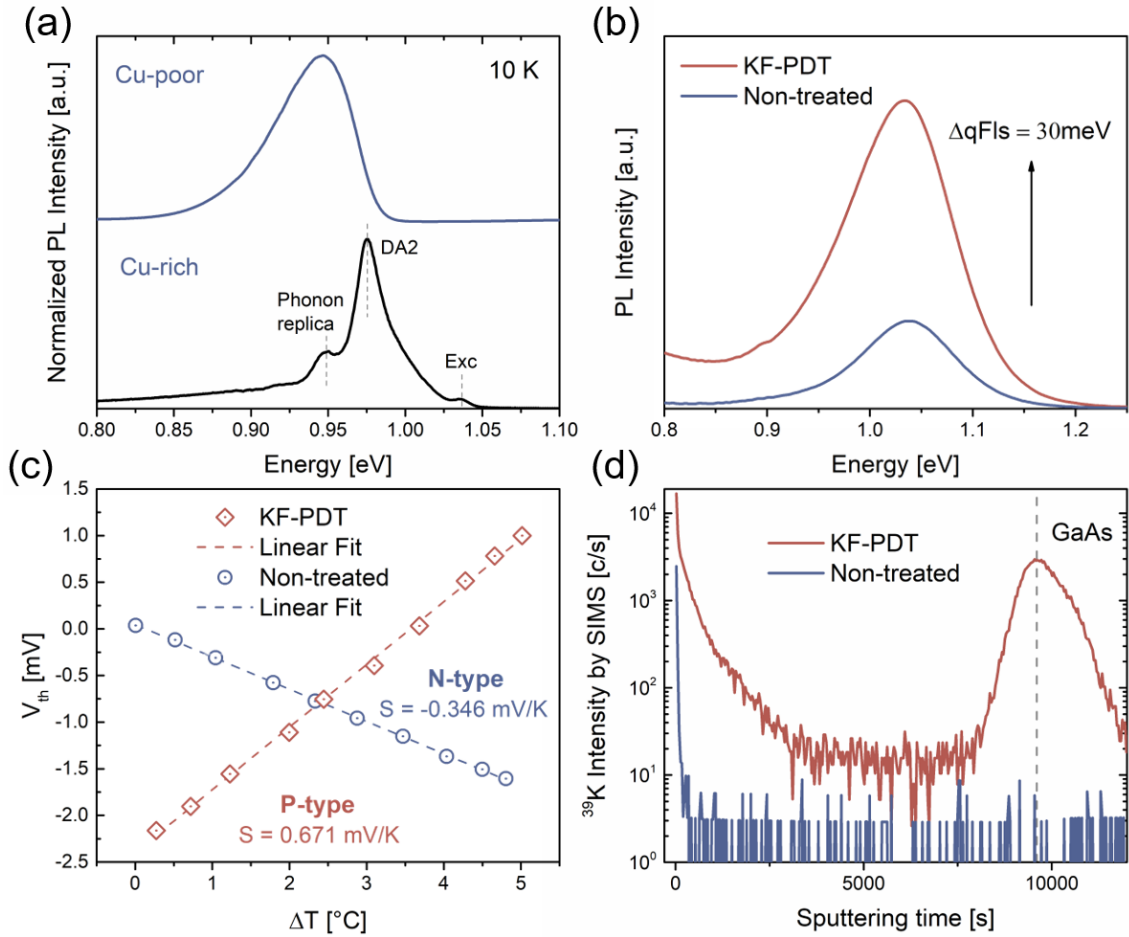 (a)
Cu-poor
10 K
Cu-rich
DA2
Phonon
replica
Exc
Normalized PL Intensity [a.u.]
0.80 0.85 0.90 0.95 1.00 1.05 1.10
Energy [eV]
(b)
KF-PDT
Non-treated
ΔqFls = 30meV
PL Intensity [a.u.]
0.8 0.9 1.0 1.1 1.2
Energy [eV]
(c)
1.5
1.0
0.5
0.0
-0.5
-1.0
-1.5
-2.0
-2.5
V_th [mV]
KF-PDT
Linear Fit
Non-treated
Linear Fit
N-type
S = -0.346 mV/K
P-type
S = 0.671 mV/K
0 1 2 3 4 5
ΔT [°C]
(d)
10⁴
10³
10²
10¹
10⁰
³⁹K Intensity by SIMS [c/s]
KF-PDT
Non-treated
GaAs
0 5000 10000
Sputtering time [s]